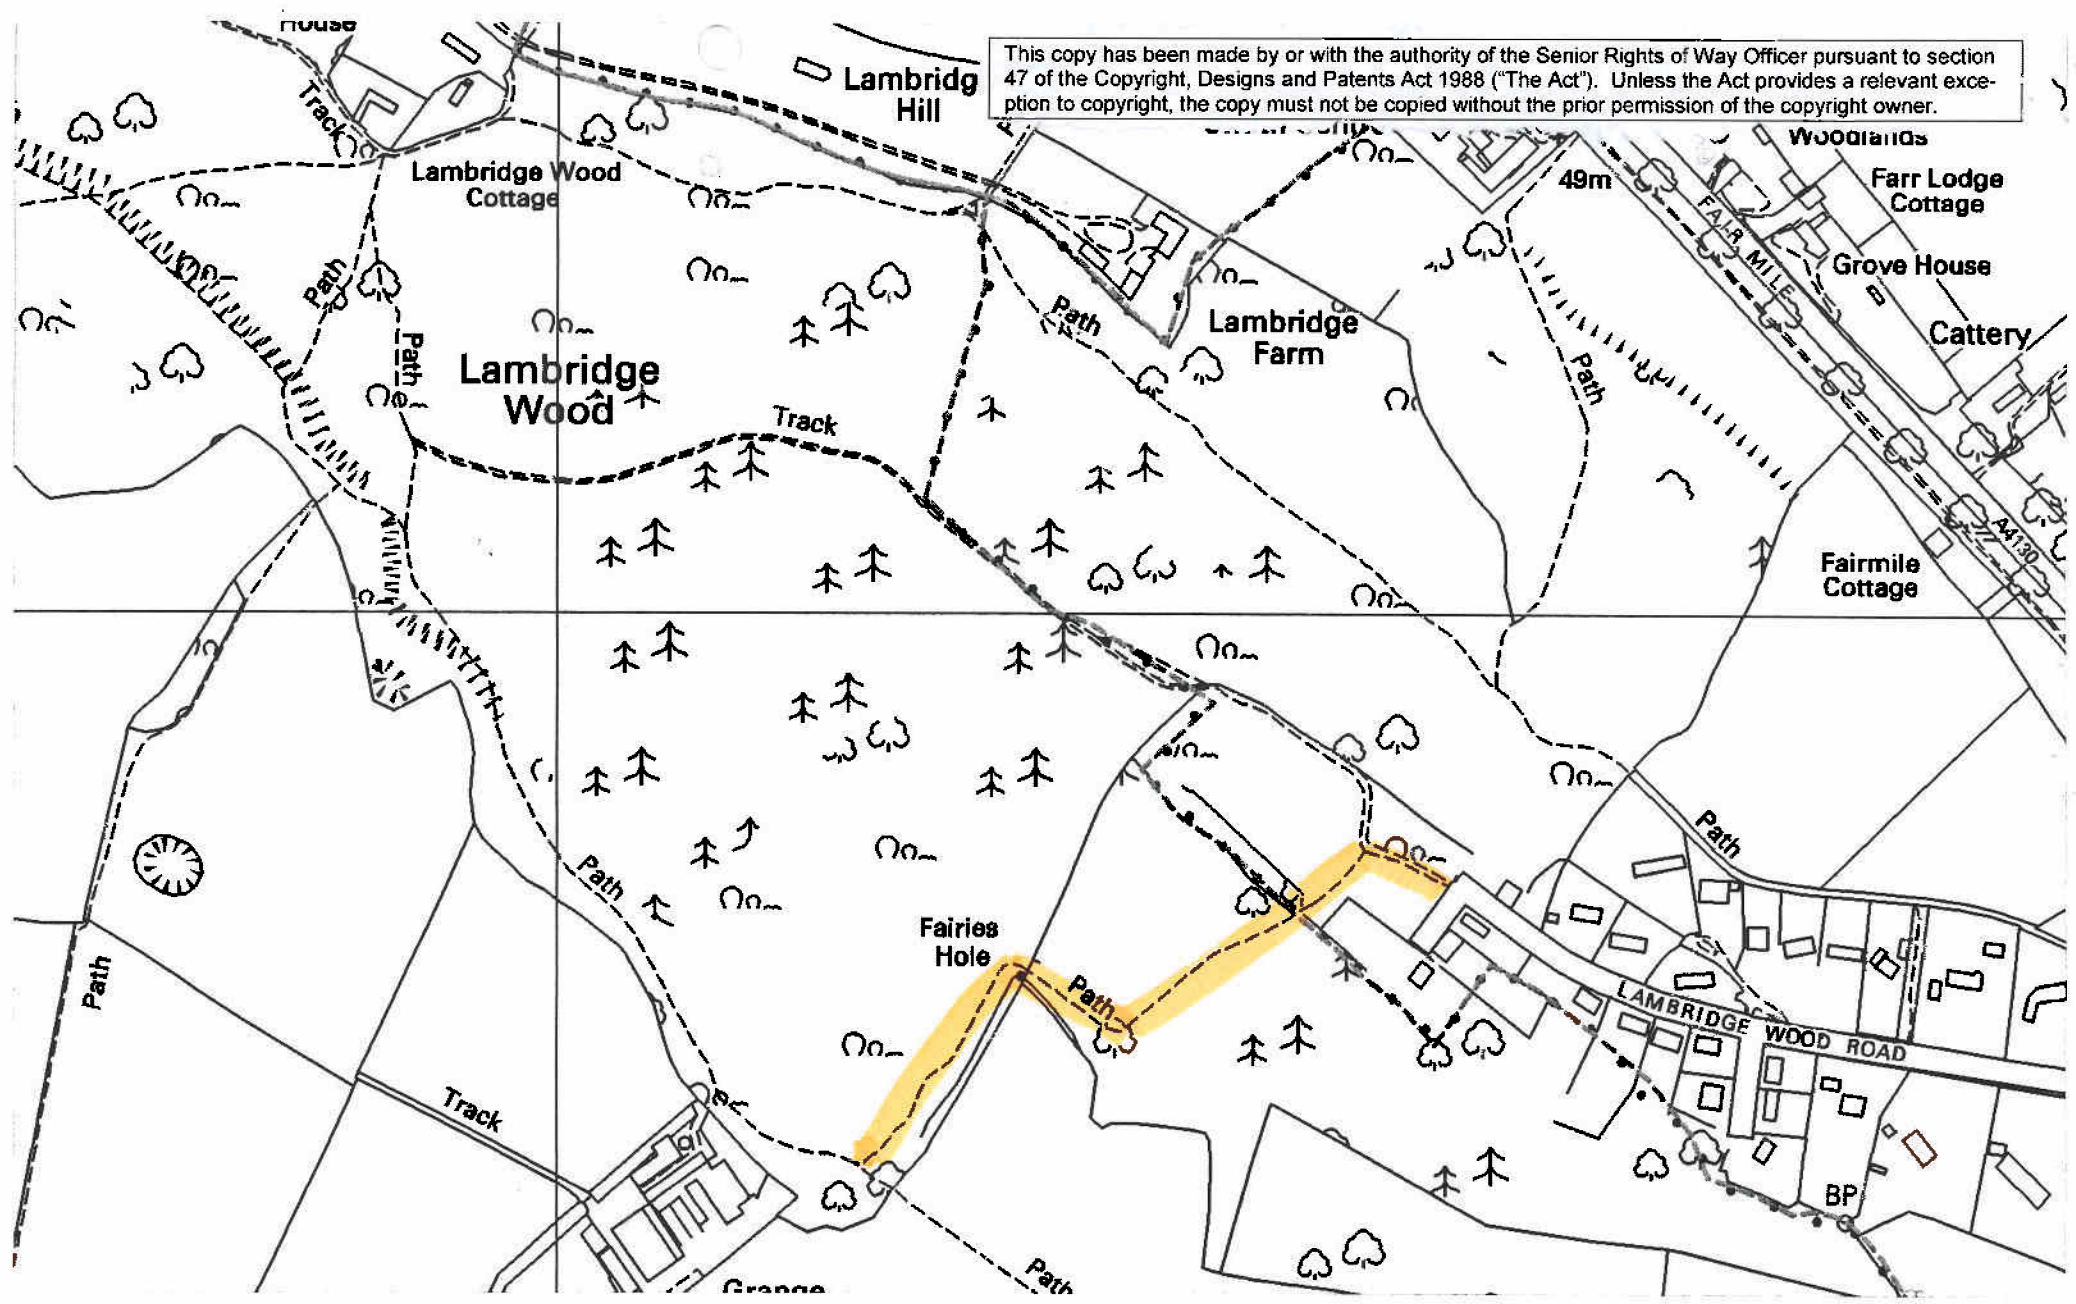 House
This copy has been made by or with the authority of the Senior Rights of Way Officer pursuant to section
47 of the Copyright, Designs and Patents Act 1988 ("The Act"). Unless the Act provides a relevant exce-
ption to copyright, the copy must not be copied without the prior permission of the copyright owner.
Lambridg
Hill
Track
Woodlands
Lambridge Wood
Cottage
49m
Farr Lodge
Cottage
FAIR MILE
Grove House
Path
Path
Path
Lambridge
Farm
Cattery
Path
Lambridge
Wood
Track
A4130
Fairmile
Cottage
Path
Path
Fairies
Hole
Path
Path
LAMBRIDGE WOOD ROAD
Track
BP
Path
Grange